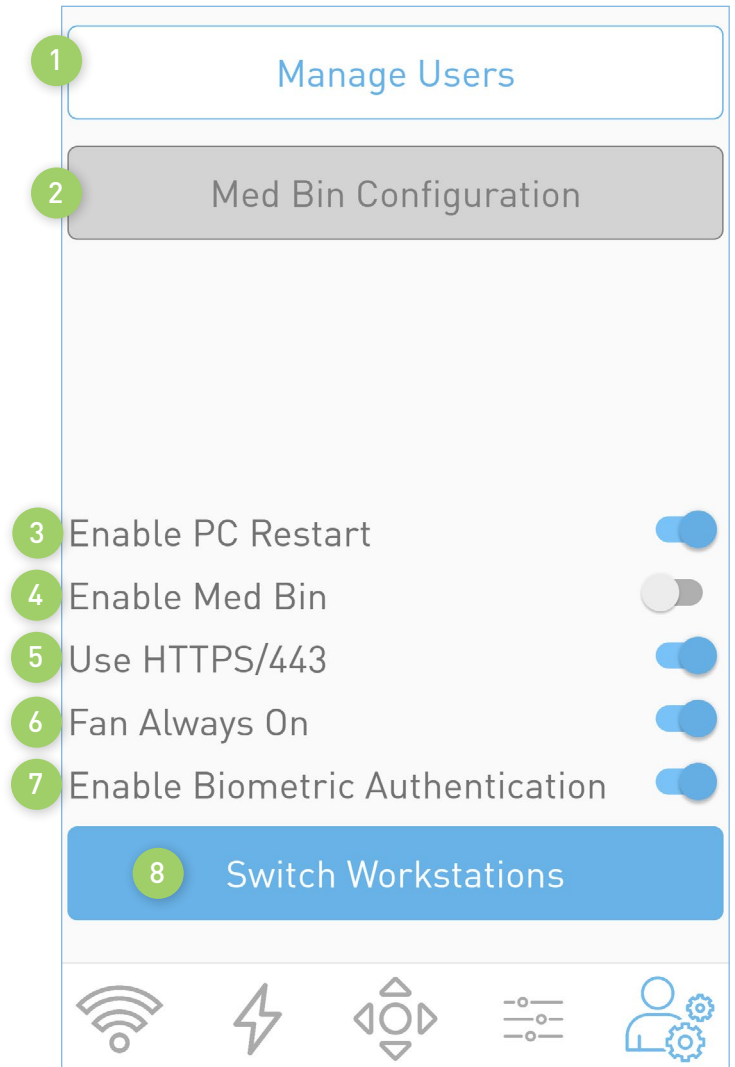 1 Manage Users
2 Med Bin Configuration
3 Enable PC Restart
4 Enable Med Bin
5 Use HTTPS/443
6 Fan Always On
7 Enable Biometric Authentication
8 Switch Workstations